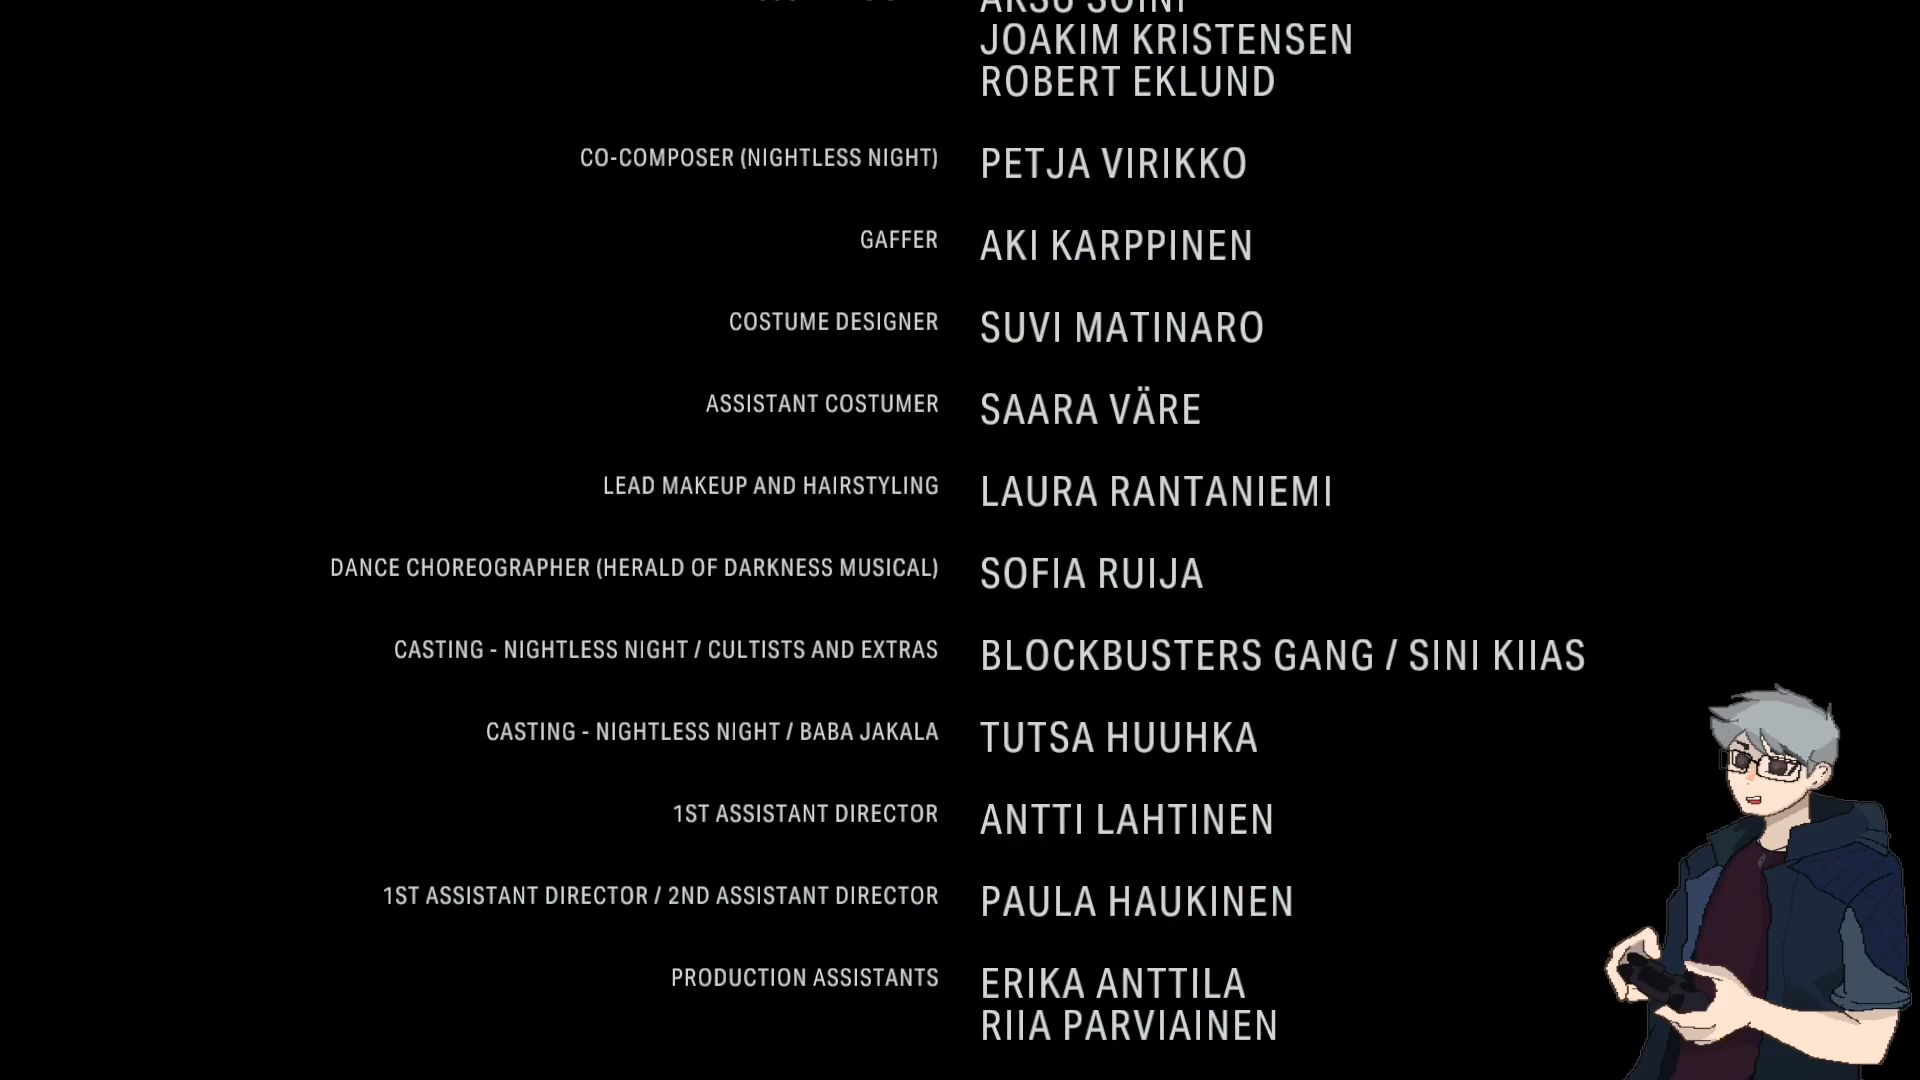 AKSU SOINI
JOAKIM KRISTENSEN
ROBERT EKLUND
CO-COMPOSER (NIGHTLESS NIGHT) PETJA VIRIKKO
GAFFER AKI KARPPINEN
COSTUME DESIGNER SUVI MATINARO
ASSISTANT COSTUMER SAARA VÄRE
LEAD MAKEUP AND HAIRSTYLING LAURA RANTANIEMI
DANCE CHOREOGRAPHER (HERALD OF DARKNESS MUSICAL) SOFIA RUIJA
CASTING - NIGHTLESS NIGHT / CULTISTS AND EXTRAS BLOCKBUSTERS GANG / SINI KIIAS
CASTING - NIGHTLESS NIGHT / BABA JAKALA TUTSA HUUHKA
1ST ASSISTANT DIRECTOR ANTTI LAHTINEN
1ST ASSISTANT DIRECTOR / 2ND ASSISTANT DIRECTOR PAULA HAUKINEN
PRODUCTION ASSISTANTS ERIKA ANTTILA
RIIA PARVIAINEN